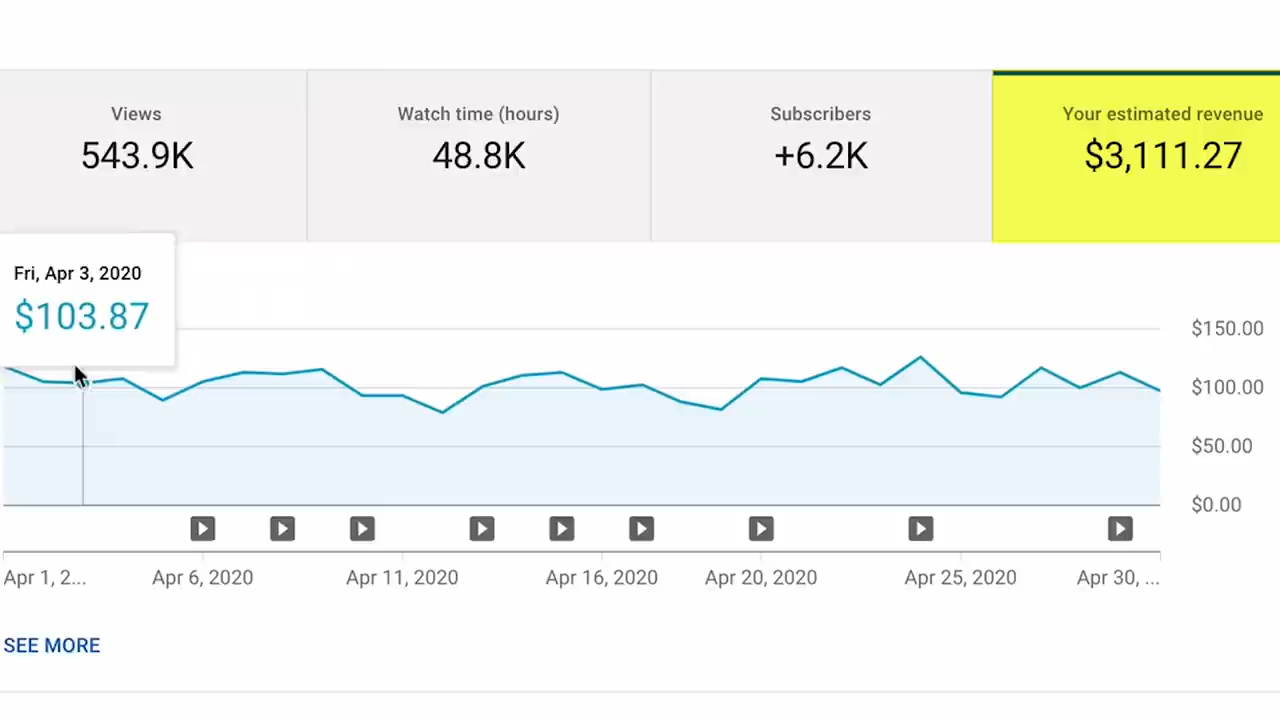 Views
543.9K
Watch time (hours)
48.8K
Subscribers
+6.2K
Your estimated revenue
$3,111.27
Fri, Apr 3, 2020
$103.87
$150.00
$100.00
$50.00
$0.00
Apr 1, 2...
Apr 6, 2020
Apr 11, 2020
Apr 16, 2020
Apr 20, 2020
Apr 25, 2020
Apr 30, ...
SEE MORE